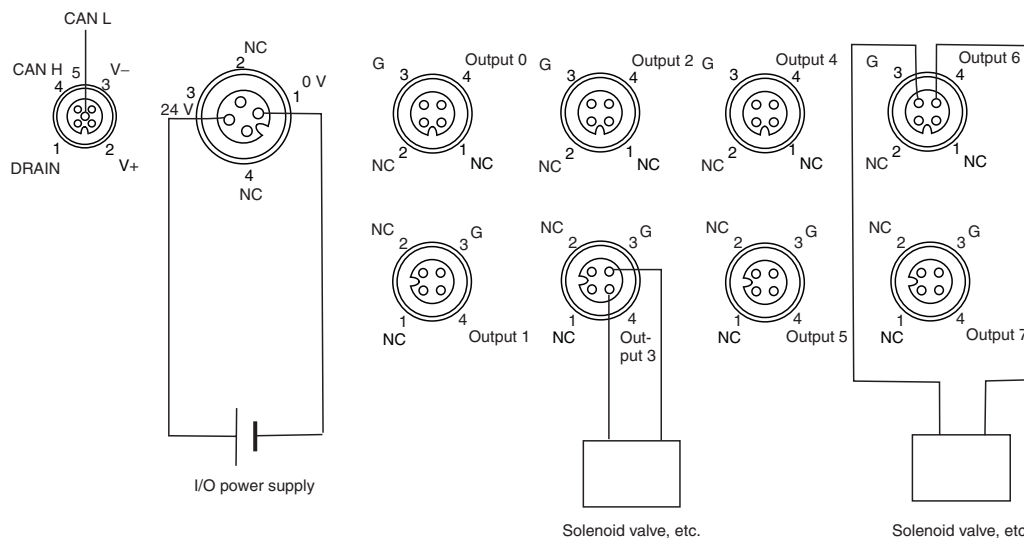 CAN L
CAN H 5 V–
4 3
1 2
DRAIN V+
NC
2
3 0 V
24 V 1
4
NC
I/O power supply
G Output 0
3 4
2 1
NC NC
G Output 2
3 4
2 1
NC NC
G Output 4
3 4
2 1
NC NC
G Output 6
3 4
2 1
NC NC
NC G
2 3
1 4
NC Output 1
NC G
2 3
1 4
NC Out-
put 3
NC G
2 3
1 4
NC Output 5
NC G
2 3
1 4
NC Output 7
Solenoid valve, etc.
Solenoid valve, etc